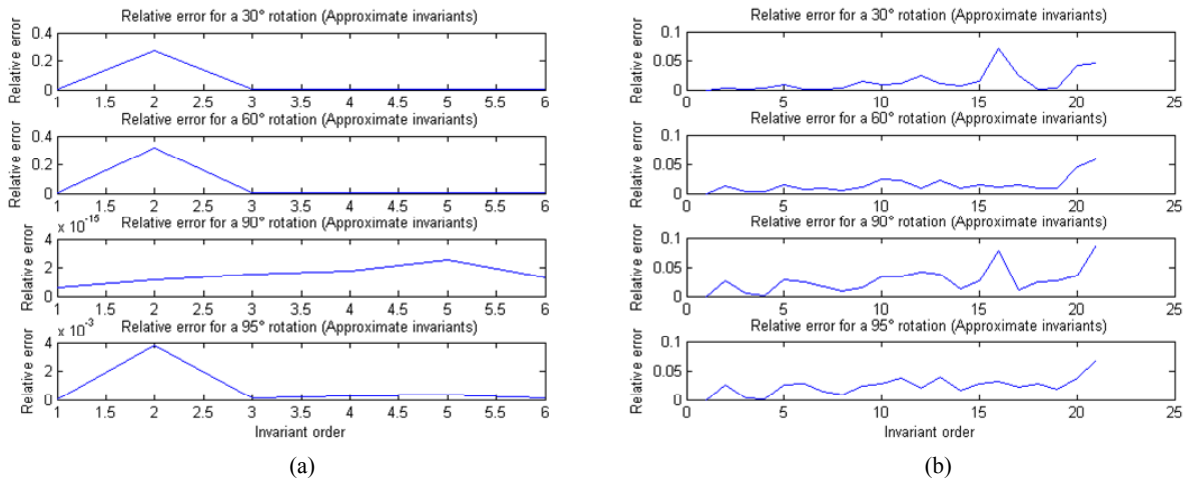 Relative error for a 30° rotation (Approximate invariants)
Relative error
0.4
0.2
0
1 1.5 2 2.5 3 3.5 4 4.5 5 5.5 6
Relative error for a 60° rotation (Approximate invariants)
Relative error
0.4
0.2
0
1 1.5 2 2.5 3 3.5 4 4.5 5 5.5 6
x 10⁻¹⁵ Relative error for a 90° rotation (Approximate invariants)
Relative error
4
2
0
1 1.5 2 2.5 3 3.5 4 4.5 5 5.5 6
x 10⁻³ Relative error for a 95° rotation (Approximate invariants)
Relative error
4
2
0
1 1.5 2 2.5 3 3.5 4 4.5 5 5.5 6
Invariant order
(a)
Relative error for a 30° rotation (Approximate invariants)
Relative error
0.1
0.05
0
0 5 10 15 20 25
Relative error for a 60° rotation (Approximate invariants)
Relative error
0.1
0.05
0
0 5 10 15 20 25
Relative error for a 90° rotation (Approximate invariants)
Relative error
0.1
0.05
0
0 5 10 15 20 25
Relative error for a 95° rotation (Approximate invariants)
Relative error
0.1
0.05
0
0 5 10 15 20 25
Invariant order
(b)